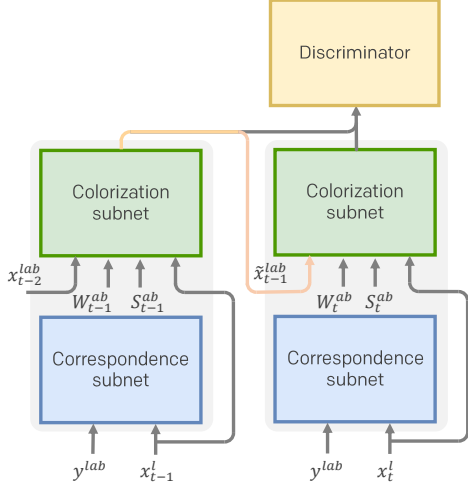 Discriminator
Colorization
subnet
Colorization
subnet
x_{t-2}^{lab}
W_{t-1}^{ab}
S_{t-1}^{ab}
x̃_{t-1}^{lab}
W_t^{ab}
S_t^{ab}
Correspondence
subnet
Correspondence
subnet
y^{lab}
x_{t-1}^l
y^{lab}
x_t^l